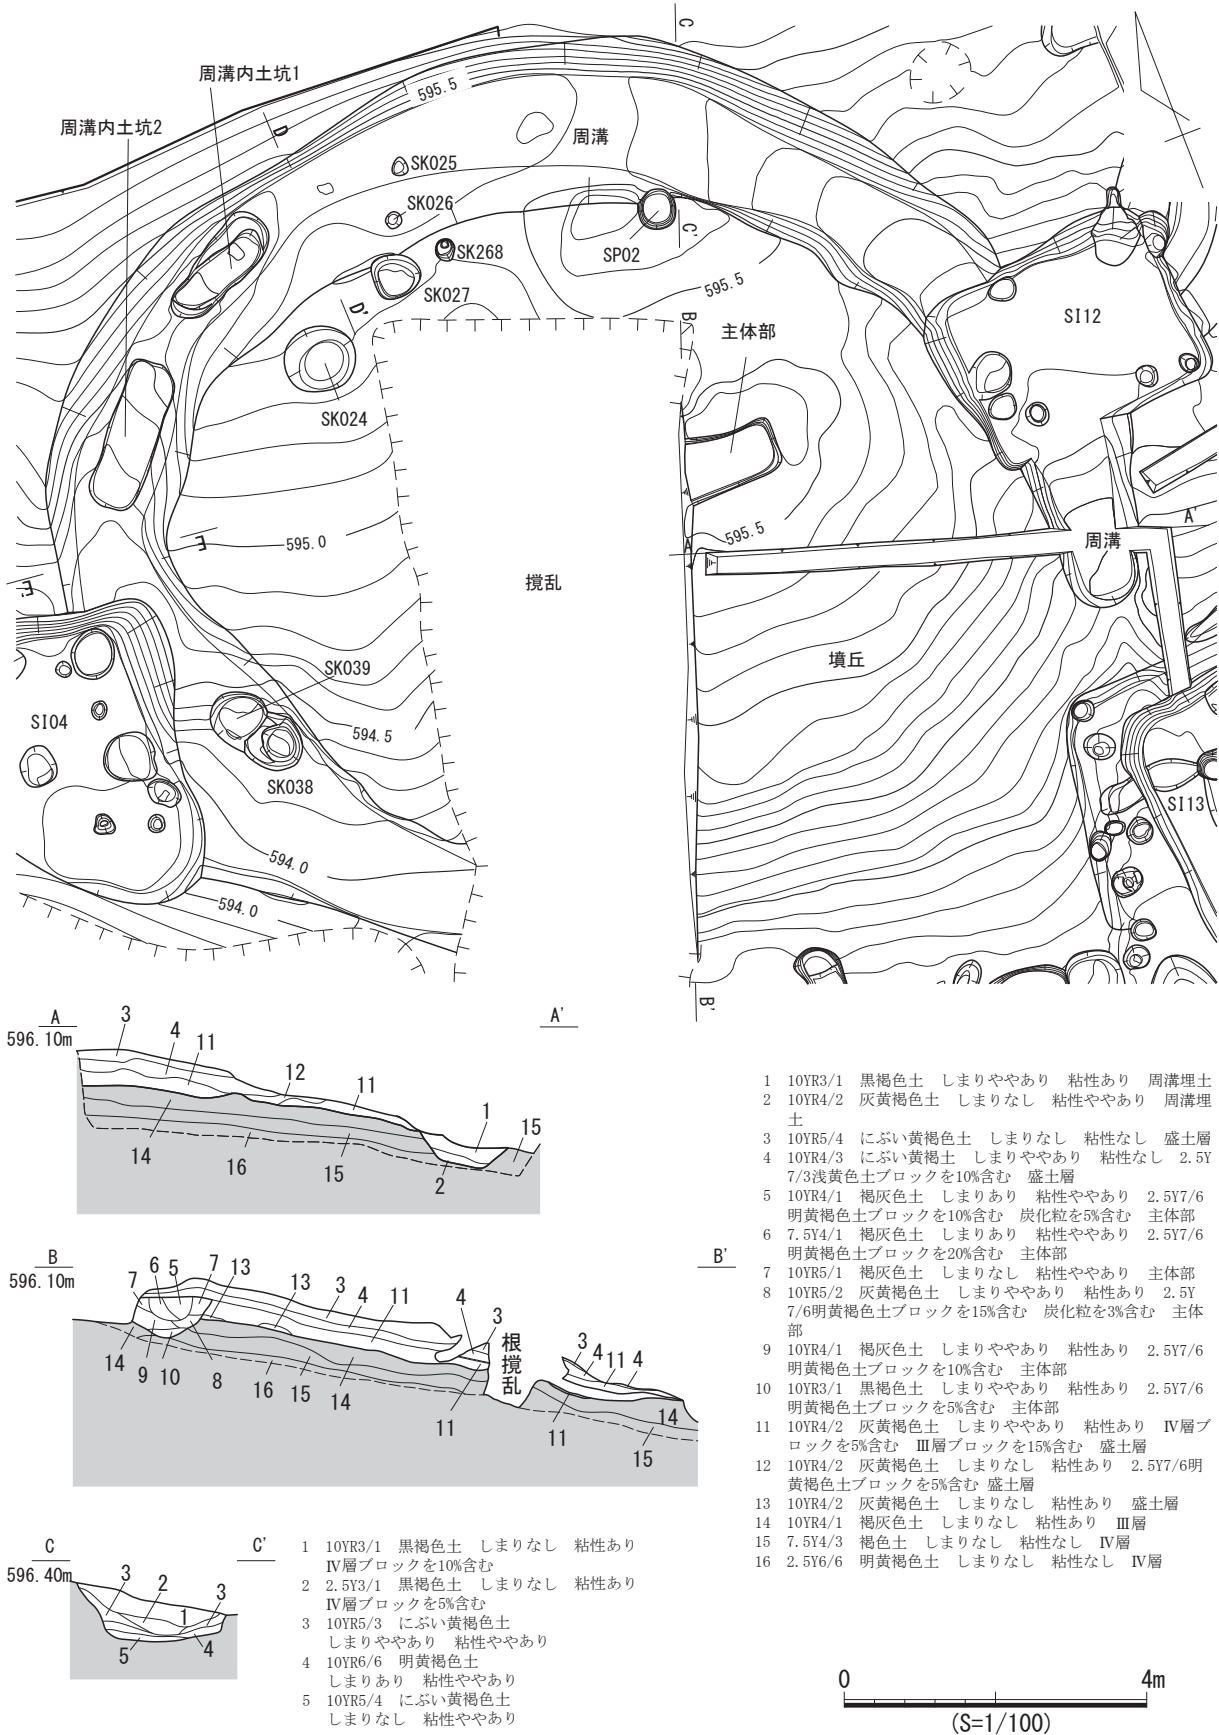 C
周溝内土坑1
595.5
周溝内土坑2
D
周溝
SK025
SK026
SK268
SP02
C'
SK027
595.5
D'
B
主体部
SI12
SK024
A'
E
595.0
A
595.5
周溝
撹乱
E'
墳丘
SK039
SI04
594.5
SK038
SI13
594.0
594.0
B'
A
596.10m
A'
3
4
11
12
11
1
15
14
16
15
2
B
596.10m
B'
7
6
5
7
13
13
3
4
11
4
3
根撹乱
3
4
11
4
14
9
10
8
16
15
14
11
11
14
15
C
596.40m
C'
3
2
1
3
5
4
1 10YR3/1 黒褐色土 しまりなし 粘性あり
Ⅳ層ブロックを10%含む
2 2.5Y3/1 黒褐色土 しまりなし 粘性あり
Ⅳ層ブロックを5%含む
3 10YR5/3 にぶい黄褐色土
しまりややあり 粘性ややあり
4 10YR6/6 明黄褐色土
しまりあり 粘性ややあり
5 10YR5/4 にぶい黄褐色土
しまりなし 粘性ややあり
1 10YR3/1 黒褐色土 しまりややあり 粘性あり 周溝埋土
2 10YR4/2 灰黄褐色土 しまりなし 粘性ややあり 周溝埋
土
3 10YR5/4 にぶい黄褐色土 しまりなし 粘性なし 盛土層
4 10YR4/3 にぶい黄褐土 しまりややあり 粘性なし 2.5Y
7/3浅黄色土ブロックを10%含む 盛土層
5 10YR4/1 褐灰色土 しまりあり 粘性ややあり 2.5Y7/6
明黄褐色土ブロックを10%含む 炭化粒を5%含む 主体部
6 7.5Y4/1 褐灰色土 しまりあり 粘性ややあり 2.5Y7/6
明黄褐色土ブロックを20%含む 主体部
7 10YR5/1 褐灰色土 しまりなし 粘性ややあり 主体部
8 10YR5/2 灰黄褐色土 しまりややあり 粘性あり 2.5Y
7/6明黄褐色土ブロックを15%含む 炭化粒を3%含む 主体
部
9 10YR4/1 褐灰色土 しまりややあり 粘性あり 2.5Y7/6
明黄褐色土ブロックを10%含む 主体部
10 10YR3/1 黒褐色土 しまりややあり 粘性あり 2.5Y7/6
明黄褐色土ブロックを5%含む 主体部
11 10YR4/2 灰黄褐色土 しまりややあり 粘性あり Ⅳ層ブ
ロックを5%含む Ⅲ層ブロックを15%含む 盛土層
12 10YR4/2 灰黄褐色土 しまりなし 粘性あり 2.5Y7/6明
黄褐色土ブロックを5%含む 盛土層
13 10YR4/2 灰黄褐色土 しまりなし 粘性あり 盛土層
14 10YR4/1 褐灰色土 しまりなし 粘性あり Ⅲ層
15 7.5Y4/3 褐色土 しまりなし 粘性なし Ⅳ層
16 2.5Y6/6 明黄褐色土 しまりなし 粘性なし Ⅳ層
0 4m
(S=1/100)